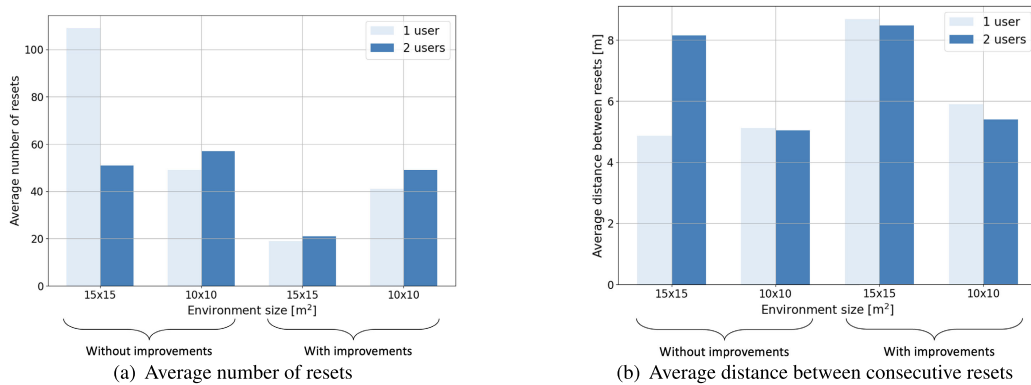 Average number of resets
100
80
60
40
20
0
1 user
2 users
15x15
10x10
15x15
10x10
Environment size [m²]
Without improvements
With improvements
(a) Average number of resets
Average distance between resets [m]
8
6
4
2
0
1 user
2 users
15x15
10x10
15x15
10x10
Environment size [m²]
Without improvements
With improvements
(b) Average distance between consecutive resets